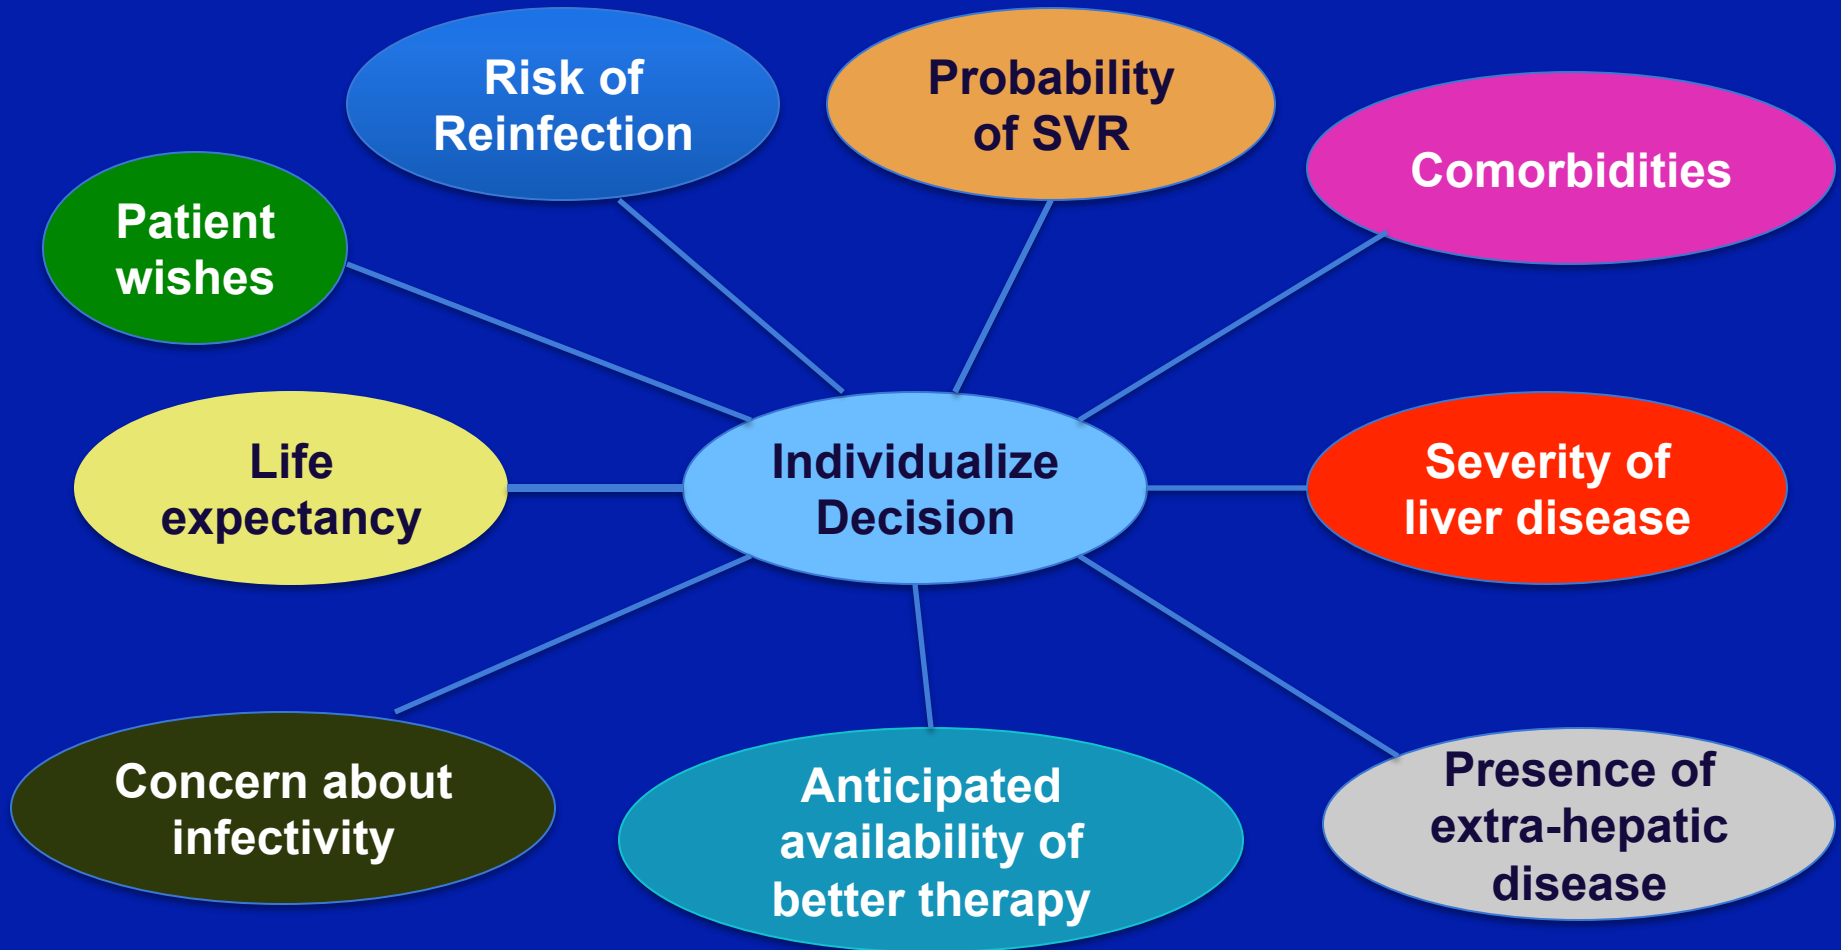 Risk of
Reinfection
Probability
of SVR
Comorbidities
Patient
wishes
Life
expectancy
Individualize
Decision
Severity of
liver disease
Concern about
infectivity
Anticipated
availability of
better therapy
Presence of
extra-hepatic
disease